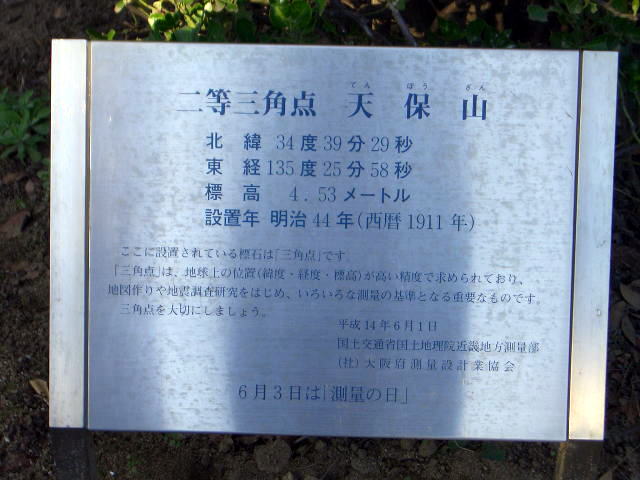 てんぽうざん
二等三角点 天保山
北緯 34度39分29秒
東経135度25分58秒
標高 4.53メートル
設置年 明治44年(西暦1911年)
ここに設置されている標石は「三角点」です。
「三角点」は、地球上の位置(緯度・経度・標高)が高い精度で求められており、
地図作りや地震調査研究をはじめ、いろいろな測量の基準となる重要なものです。
三角点を大切にしましょう。
平成14年6月1日
国土交通省国土地理院近畿地方測量部
(社)大阪府測量設計業協会
6月3日は「測量の日」